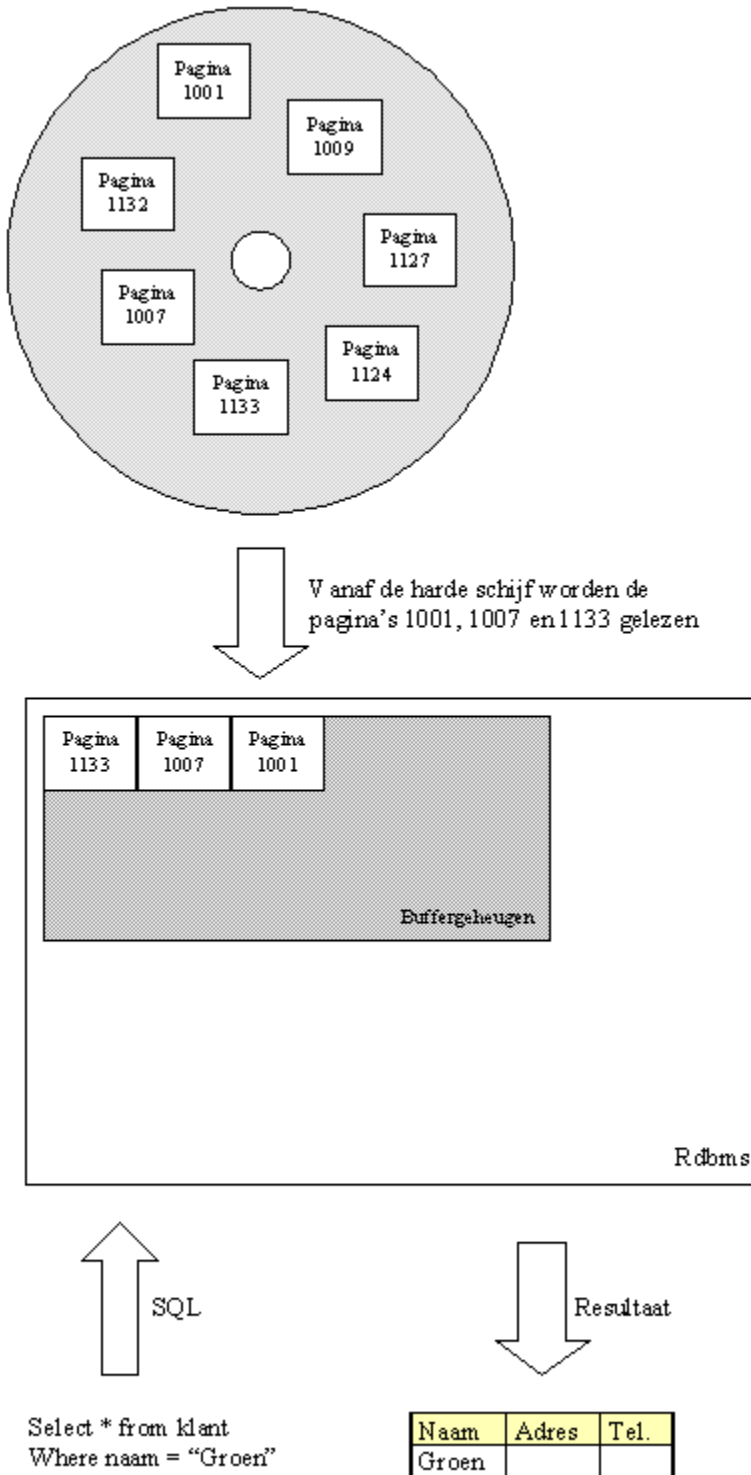 Pagina
1001
Pagina
1009
Pagina
1132
Pagina
1127
Pagina
1007
Pagina
1124
Pagina
1133
Vanaf de harde schijf worden de
pagina's 1001, 1007 en 1133 gelezen
Pagina
1133
Pagina
1007
Pagina
1001
Buffergeheugen
Rdbms
SQL
Resultaat
Select * from klant
Where naam = “Groen”
Naam Adres Tel.
Groen